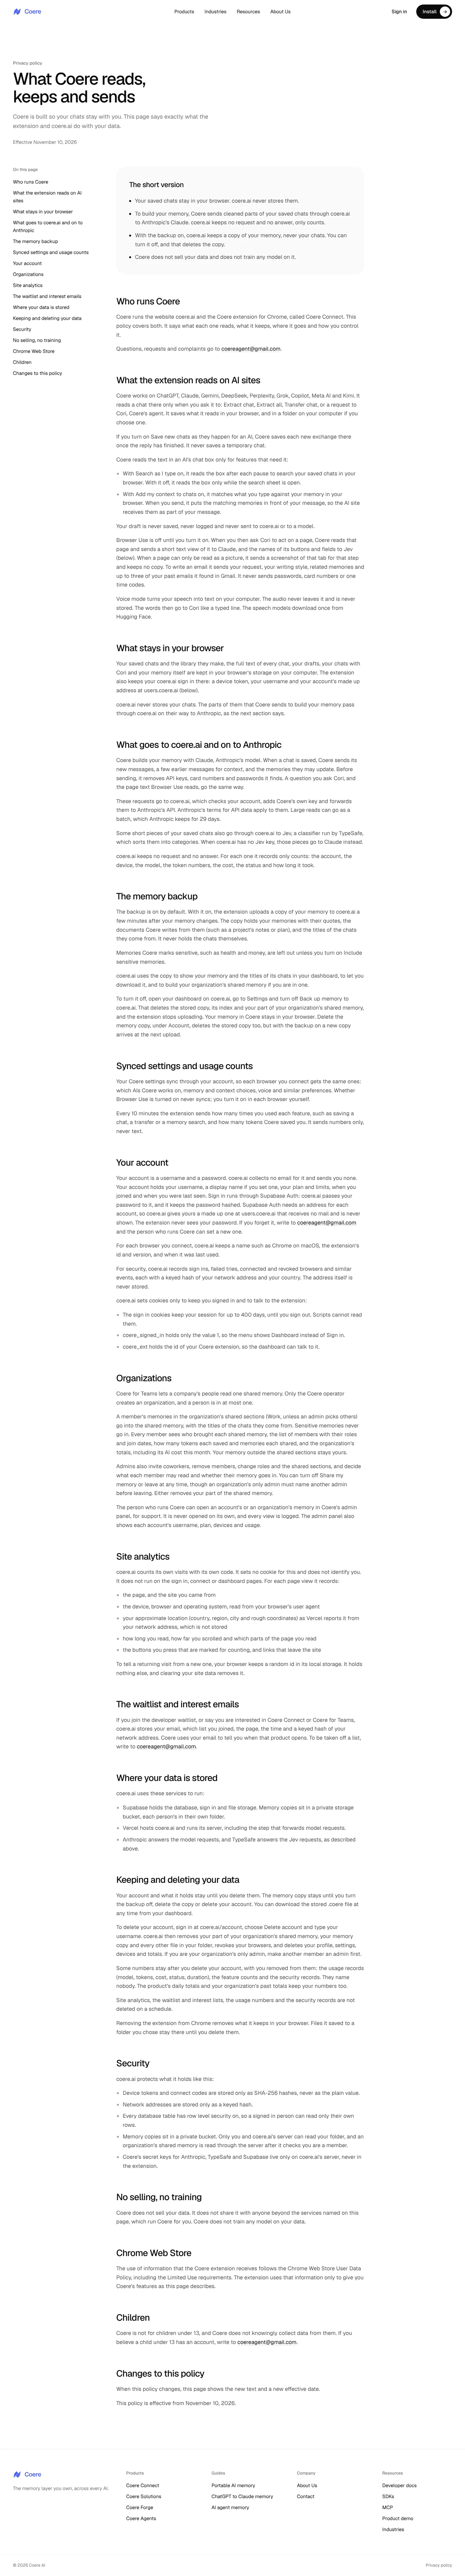 Coere
Products
Industries
Resources
About Us
Sign in
Install
Privacy policy
What Coere reads,
keeps and sends
Coere is built so your chats stay with you. This page says exactly what the
extension and coere.ai do with your data.
Effective November 10, 2026
On this page
Who runs Coere
What the extension reads on AI
sites
What stays in your browser
What goes to coere.ai and on to
Anthropic
The memory backup
Synced settings and usage counts
Your account
Organizations
Site analytics
The waitlist and interest emails
Where your data is stored
Keeping and deleting your data
Security
No selling, no training
Chrome Web Store
Children
Changes to this policy
The short version
Your saved chats stay in your browser. coere.ai never stores them.
To build your memory, Coere sends cleaned parts of your saved chats through coere.ai
to Anthropic's Claude. coere.ai keeps no request and no answer, only counts.
With the backup on, coere.ai keeps a copy of your memory, never your chats. You can
turn it off, and that deletes the copy.
Coere does not sell your data and does not train any model on it.
Who runs Coere
Coere runs the website coere.ai and the Coere extension for Chrome, called Coere Connect. This
policy covers both. It says what each one reads, what it keeps, where it goes and how you control
it.
Questions, requests and complaints go to coereagent@gmail.com.
What the extension reads on AI sites
Coere works on ChatGPT, Claude, Gemini, DeepSeek, Perplexity, Grok, Copilot, Meta AI and Kimi. It
reads a chat there only when you ask it to: Extract chat, Extract all, Transfer chat, or a request to
Cori, Coere's agent. It saves what it reads in your browser, and in a folder on your computer if you
choose one.
If you turn on Save new chats as they happen for an AI, Coere saves each new exchange there
once the reply has finished. It never saves a temporary chat.
Coere reads the text in an AI's chat box only for features that need it:
With Search as I type on, it reads the box after each pause to search your saved chats in your
browser. With it off, it reads the box only while the search sheet is open.
With Add my context to chats on, it matches what you type against your memory in your
browser. When you send, it puts the matching memories in front of your message, so the AI site
receives them as part of your message.
Your draft is never saved, never logged and never sent to coere.ai or to a model.
Browser Use is off until you turn it on. When you then ask Cori to act on a page, Coere reads that
page and sends a short text view of it to Claude, and the names of its buttons and fields to Jev
(below). When a page can only be read as a picture, it sends a screenshot of that tab for that step
and keeps no copy. To write an email it sends your request, your writing style, related memories and
up to three of your past emails it found in Gmail. It never sends passwords, card numbers or one
time codes.
Voice mode turns your speech into text on your computer. The audio never leaves it and is never
stored. The words then go to Cori like a typed line. The speech models download once from
Hugging Face.
What stays in your browser
Your saved chats and the library they make, the full text of every chat, your drafts, your chats with
Cori and your memory itself are kept in your browser's storage on your computer. The extension
also keeps your coere.ai sign in there: a device token, your username and your account's made up
address at users.coere.ai (below).
coere.ai never stores your chats. The parts of them that Coere sends to build your memory pass
through coere.ai on their way to Anthropic, as the next section says.
What goes to coere.ai and on to Anthropic
Coere builds your memory with Claude, Anthropic's model. When a chat is saved, Coere sends its
new messages, a few earlier messages for context, and the memories they may update. Before
sending, it removes API keys, card numbers and passwords it finds. A question you ask Cori, and
the page text Browser Use reads, go the same way.
These requests go to coere.ai, which checks your account, adds Coere's own key and forwards
them to Anthropic's API. Anthropic's terms for API data apply to them. Large reads can go as a
batch, which Anthropic keeps for 29 days.
Some short pieces of your saved chats also go through coere.ai to Jev, a classifier run by TypeSafe,
which sorts them into categories. When coere.ai has no Jev key, those pieces go to Claude instead.
coere.ai keeps no request and no answer. For each one it records only counts: the account, the
device, the model, the token numbers, the cost, the status and how long it took.
The memory backup
The backup is on by default. With it on, the extension uploads a copy of your memory to coere.ai a
few minutes after your memory changes. The copy holds your memories with their quotes, the
documents Coere writes from them (such as a project's notes or plan), and the titles of the chats
they come from. It never holds the chats themselves.
Memories Coere marks sensitive, such as health and money, are left out unless you turn on Include
sensitive memories.
coere.ai uses the copy to show your memory and the titles of its chats in your dashboard, to let you
download it, and to build your organization's shared memory if you are in one.
To turn it off, open your dashboard on coere.ai, go to Settings and turn off Back up memory to
coere.ai. That deletes the stored copy, its index and your part of your organization's shared memory,
and the extension stops uploading. Your memory in Coere stays in your browser. Delete the
memory copy, under Account, deletes the stored copy too, but with the backup on a new copy
arrives at the next upload.
Synced settings and usage counts
Your Coere settings sync through your account, so each browser you connect gets the same ones:
which AIs Coere works on, memory and context choices, voice and similar preferences. Whether
Browser Use is turned on never syncs; you turn it on in each browser yourself.
Every 10 minutes the extension sends how many times you used each feature, such as saving a
chat, a transfer or a memory search, and how many tokens Coere saved you. It sends numbers only,
never text.
Your account
Your account is a username and a password. coere.ai collects no email for it and sends you none.
Your account holds your username, a display name if you set one, your plan and limits, when you
joined and when you were last seen. Sign in runs through Supabase Auth: coere.ai passes your
password to it, and it keeps the password hashed. Supabase Auth needs an address for each
account, so coere.ai gives yours a made up one at users.coere.ai that receives no mail and is never
shown. The extension never sees your password. If you forget it, write to coereagent@gmail.com
and the person who runs Coere can set a new one.
For each browser you connect, coere.ai keeps a name such as Chrome on macOS, the extension's
id and version, and when it was last used.
For security, coere.ai records sign ins, failed tries, connected and revoked browsers and similar
events, each with a keyed hash of your network address and your country. The address itself is
never stored.
coere.ai sets cookies only to keep you signed in and to talk to the extension:
The sign in cookies keep your session for up to 400 days, until you sign out. Scripts cannot read
them.
coere_signed_in holds only the value 1, so the menu shows Dashboard instead of Sign in.
coere_ext holds the id of your Coere extension, so the dashboard can talk to it.
Organizations
Coere for Teams lets a company's people read one shared memory. Only the Coere operator
creates an organization, and a person is in at most one.
A member's memories in the organization's shared sections (Work, unless an admin picks others)
go into the shared memory, with the titles of the chats they come from. Sensitive memories never
go in. Every member sees who brought each shared memory, the list of members with their roles
and join dates, how many tokens each saved and memories each shared, and the organization's
totals, including its AI cost this month. Your memory outside the shared sections stays yours.
Admins also invite coworkers, remove members, change roles and the shared sections, and decide
what each member may read and whether their memory goes in. You can turn off Share my
memory or leave at any time, though an organization's only admin must name another admin
before leaving. Either removes your part of the shared memory.
The person who runs Coere can open an account's or an organization's memory in Coere's admin
panel, for support. It is never opened on its own, and every view is logged. The admin panel also
shows each account's username, plan, devices and usage.
Site analytics
coere.ai counts its own visits with its own code. It sets no cookie for this and does not identify you.
It does not run on the sign in, connect or dashboard pages. For each page view it records:
the page, and the site you came from
the device, browser and operating system, read from your browser's user agent
your approximate location (country, region, city and rough coordinates) as Vercel reports it from
your network address, which is not stored
how long you read, how far you scrolled and which parts of the page you read
the buttons you press that are marked for counting, and links that leave the site
To tell a returning visit from a new one, your browser keeps a random id in its local storage. It holds
nothing else, and clearing your site data removes it.
The waitlist and interest emails
If you join the developer waitlist, or say you are interested in Coere Connect or Coere for Teams,
coere.ai stores your email, which list you joined, the page, the time and a keyed hash of your
network address. Coere uses your email to tell you when that product opens. To be taken off a list,
write to coereagent@gmail.com.
Where your data is stored
coere.ai uses these services to run:
Supabase holds the database, sign in and file storage. Memory copies sit in a private storage
bucket, each person's in their own folder.
Vercel hosts coere.ai and runs its server, including the step that forwards model requests.
Anthropic answers the model requests, and TypeSafe answers the Jev requests, as described
above.
Keeping and deleting your data
Your account and what it holds stay until you delete them. The memory copy stays until you turn
the backup off, delete the copy or delete your account. You can download the stored .coere file at
any time from your dashboard.
To delete your account, sign in at coere.ai/account, choose Delete account and type your
username. coere.ai then removes your part of your organization's shared memory, your memory
copy and every other file in your folder, revokes your browsers, and deletes your profile, settings,
devices and totals. If you are your organization's only admin, make another member an admin first.
Some numbers stay after you delete your account, with you removed from them: the usage records
(model, tokens, cost, status, duration), the feature counts and the security records. They name
nobody. The product's daily totals and your organization's past totals keep your numbers too.
Site analytics, the waitlist and interest lists, the usage numbers and the security records are not
deleted on a schedule.
Removing the extension from Chrome removes what it keeps in your browser. Files it saved to a
folder you chose stay there until you delete them.
Security
coere.ai protects what it holds like this:
Device tokens and connect codes are stored only as SHA-256 hashes, never as the plain value.
Network addresses are stored only as a keyed hash.
Every database table has row level security on, so a signed in person can read only their own
rows.
Memory copies sit in a private bucket. Only you and coere.ai's server can read your folder, and an
organization's shared memory is read through the server after it checks you are a member.
Coere's secret keys for Anthropic, TypeSafe and Supabase live only on coere.ai's server, never in
the extension.
No selling, no training
Coere does not sell your data. It does not share it with anyone beyond the services named on this
page, which run Coere for you. Coere does not train any model on your data.
Chrome Web Store
The use of information that the Coere extension receives follows the Chrome Web Store User Data
Policy, including the Limited Use requirements. The extension uses that information only to give you
Coere's features as this page describes.
Children
Coere is not for children under 13, and Coere does not knowingly collect data from them. If you
believe a child under 13 has an account, write to coereagent@gmail.com.
Changes to this policy
When this policy changes, this page shows the new text and a new effective date.
This policy is effective from November 10, 2026.
Coere
The memory layer you own, across every AI.
Products
Coere Connect
Coere Solutions
Coere Forge
Coere Agents
Guides
Portable AI memory
ChatGPT to Claude memory
AI agent memory
Company
About Us
Contact
Resources
Developer docs
SDKs
MCP
Product demo
Industries
© 2026 Coere AI
Privacy policy